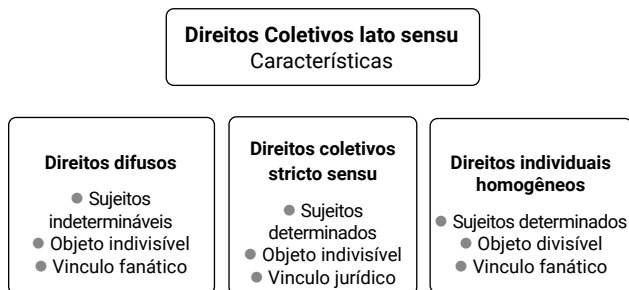 Direitos Coletivos lato sensu
Características
Direitos difusos
● Sujeitos
indetermináveis
● Objeto indivisível
● Vinculo fanático
Direitos coletivos
stricto sensu
● Sujeitos
determinados
● Objeto indivisível
● Vinculo jurídico
Direitos individuais
homogêneos
● Sujeitos determinados
● Objeto divisível
● Vinculo fanático